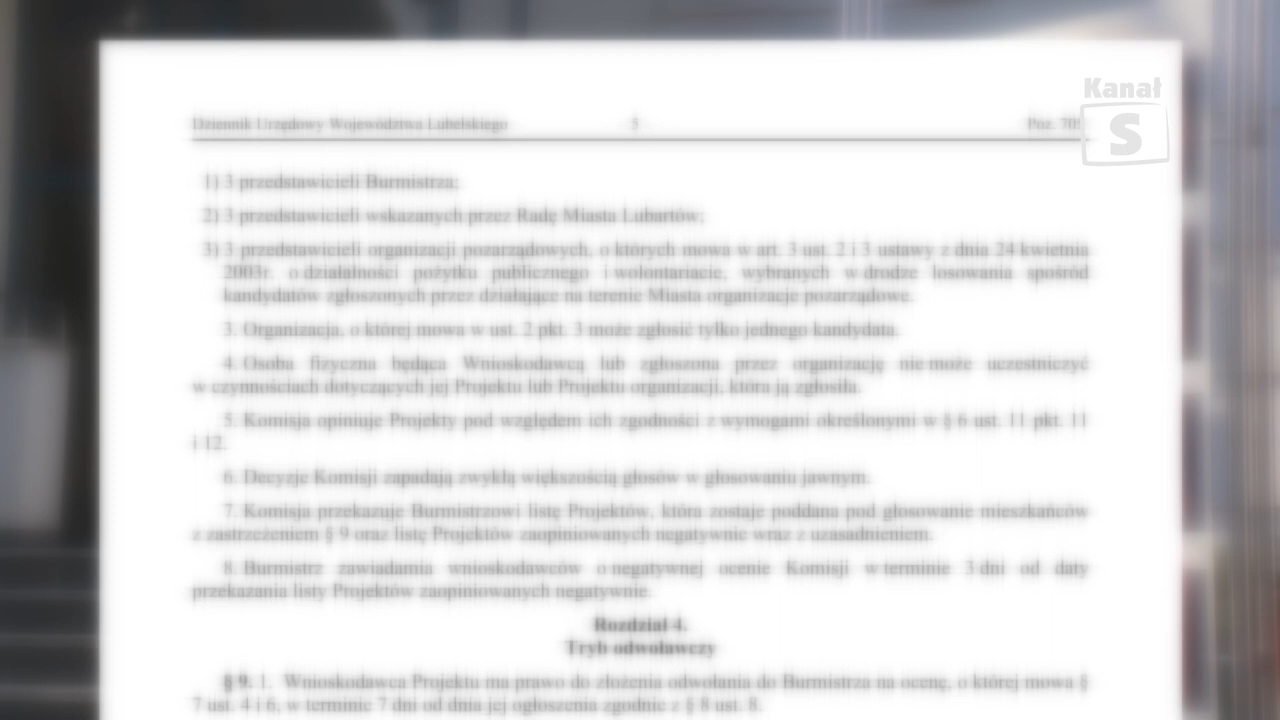 Kanał
S
Dziennik Urzędowy Województwa Lubelskiego 5 Poz.
1) 3 przedstawicieli Burmistrza;
2) 3 przedstawicieli wskazanych przez Radę Miasta Lubartów;
3) 3 przedstawicieli organizacji pozarządowych, o których mowa w art. 3 ust. 2 i 3 ustawy z dnia 24 kwietnia
2003r. o działalności pożytku publicznego i wolontariacie, wybranych w drodze losowania spośród
kandydatów zgłoszonych przez działające na terenie Miasta organizacje pozarządowe.
3. Organizacja, o której mowa w ust. 2 pkt. 3 może zgłosić tylko jednego kandydata.
4. Osoba fizyczna będąca Wnioskodawcą lub zgłoszona przez organizację nie może uczestniczyć
w czynnościach dotyczących jej Projektu lub Projektu organizacji, która ją zgłosiła.
5. Komisja opiniuje Projekty pod względem ich zgodności z wymogami określonymi w § 6 ust. 11 pkt. 11
i 12.
6. Decyzje Komisji zapadają zwykłą większością głosów w głosowaniu jawnym.
7. Komisja przekazuje Burmistrzowi listę Projektów, która zostaje poddana pod głosowanie mieszkańców
z zastrzeżeniem § 9 oraz listę Projektów zaopiniowanych negatywnie wraz z uzasadnieniem.
8. Burmistrz zawiadamia wnioskodawców o negatywnej ocenie Komisji w terminie 3 dni od daty
przekazania listy Projektów zaopiniowanych negatywnie.
Rozdział 4.
Tryb odwoławczy
§ 9. 1. Wnioskodawca Projektu ma prawo do złożenia odwołania do Burmistrza na ocenę, o której mowa §
7 ust. 4 i 6, w terminie 7 dni od dnia jej ogłoszenia zgodnie z § 8 ust. 8.